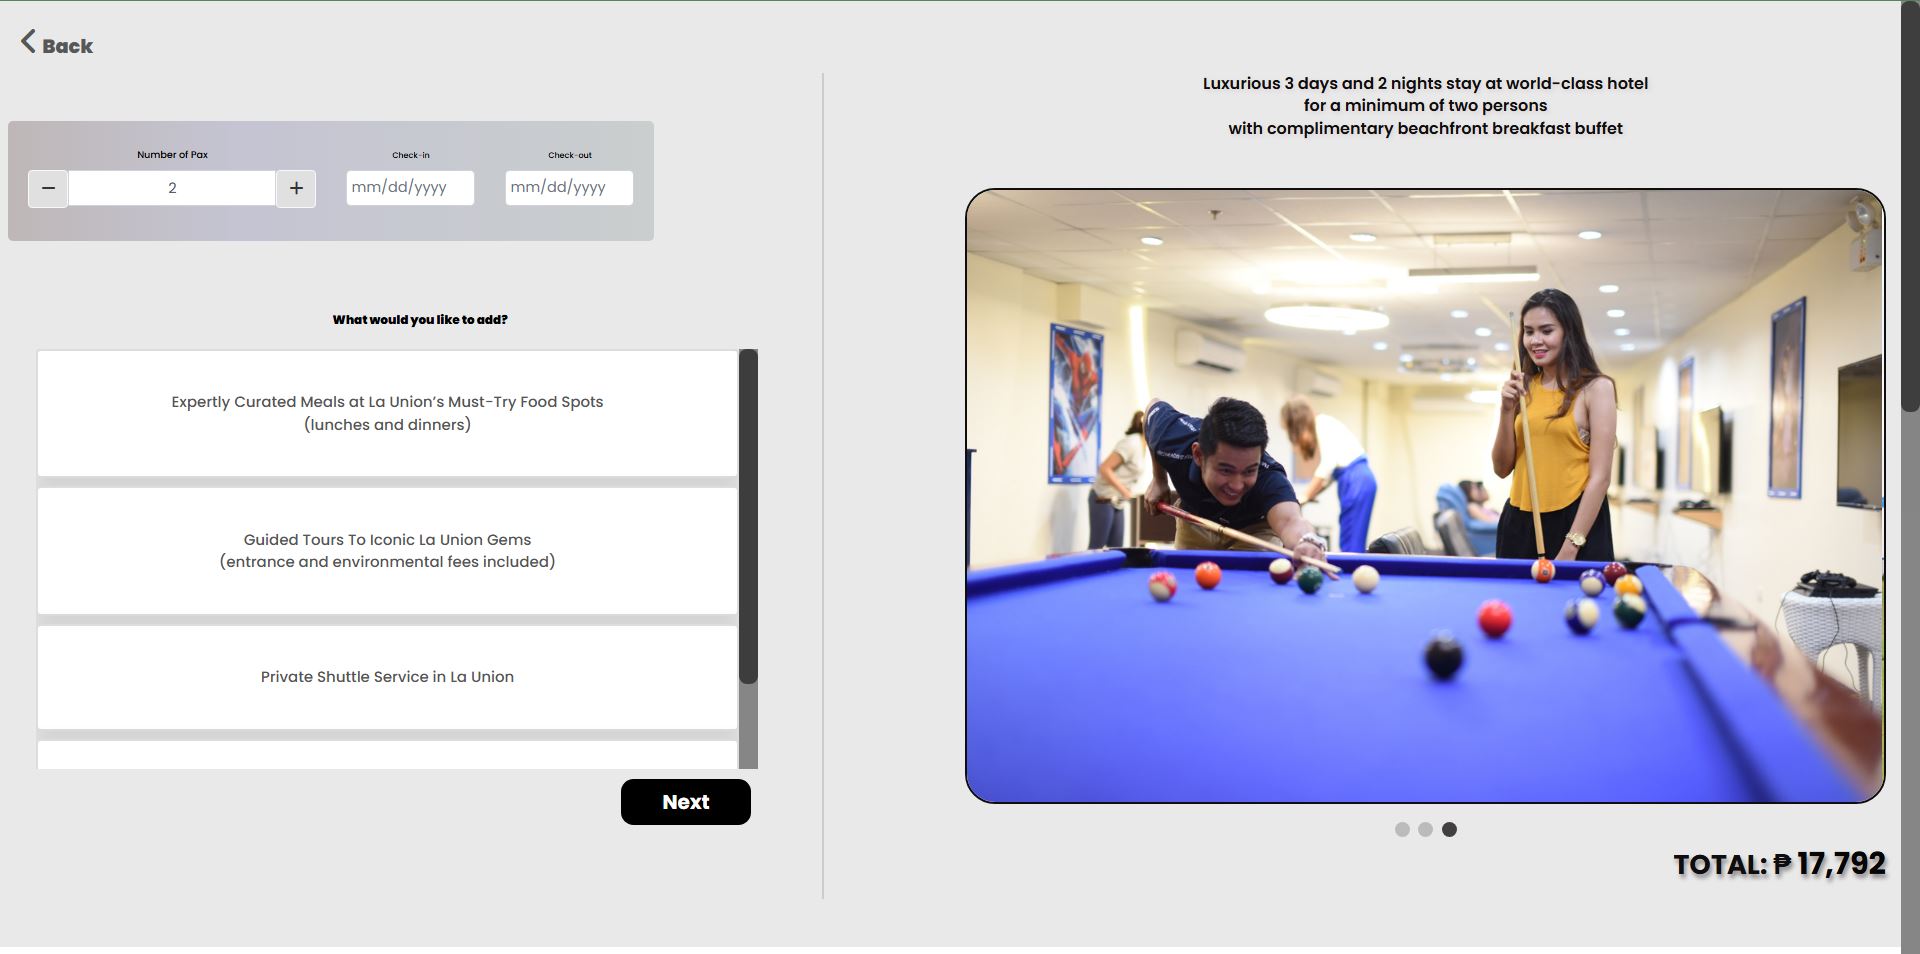 Back
Number of Pax
Check-in
Check-out
2
mm/dd/yyyy
mm/dd/yyyy
What would you like to add?
Expertly Curated Meals at La Union’s Must-Try Food Spots
(lunches and dinners)
Guided Tours To Iconic La Union Gems
(entrance and environmental fees included)
Private Shuttle Service in La Union
Next
Luxurious 3 days and 2 nights stay at world-class hotel
for a minimum of two persons
with complimentary beachfront breakfast buffet
TOTAL: ₱ 17,792